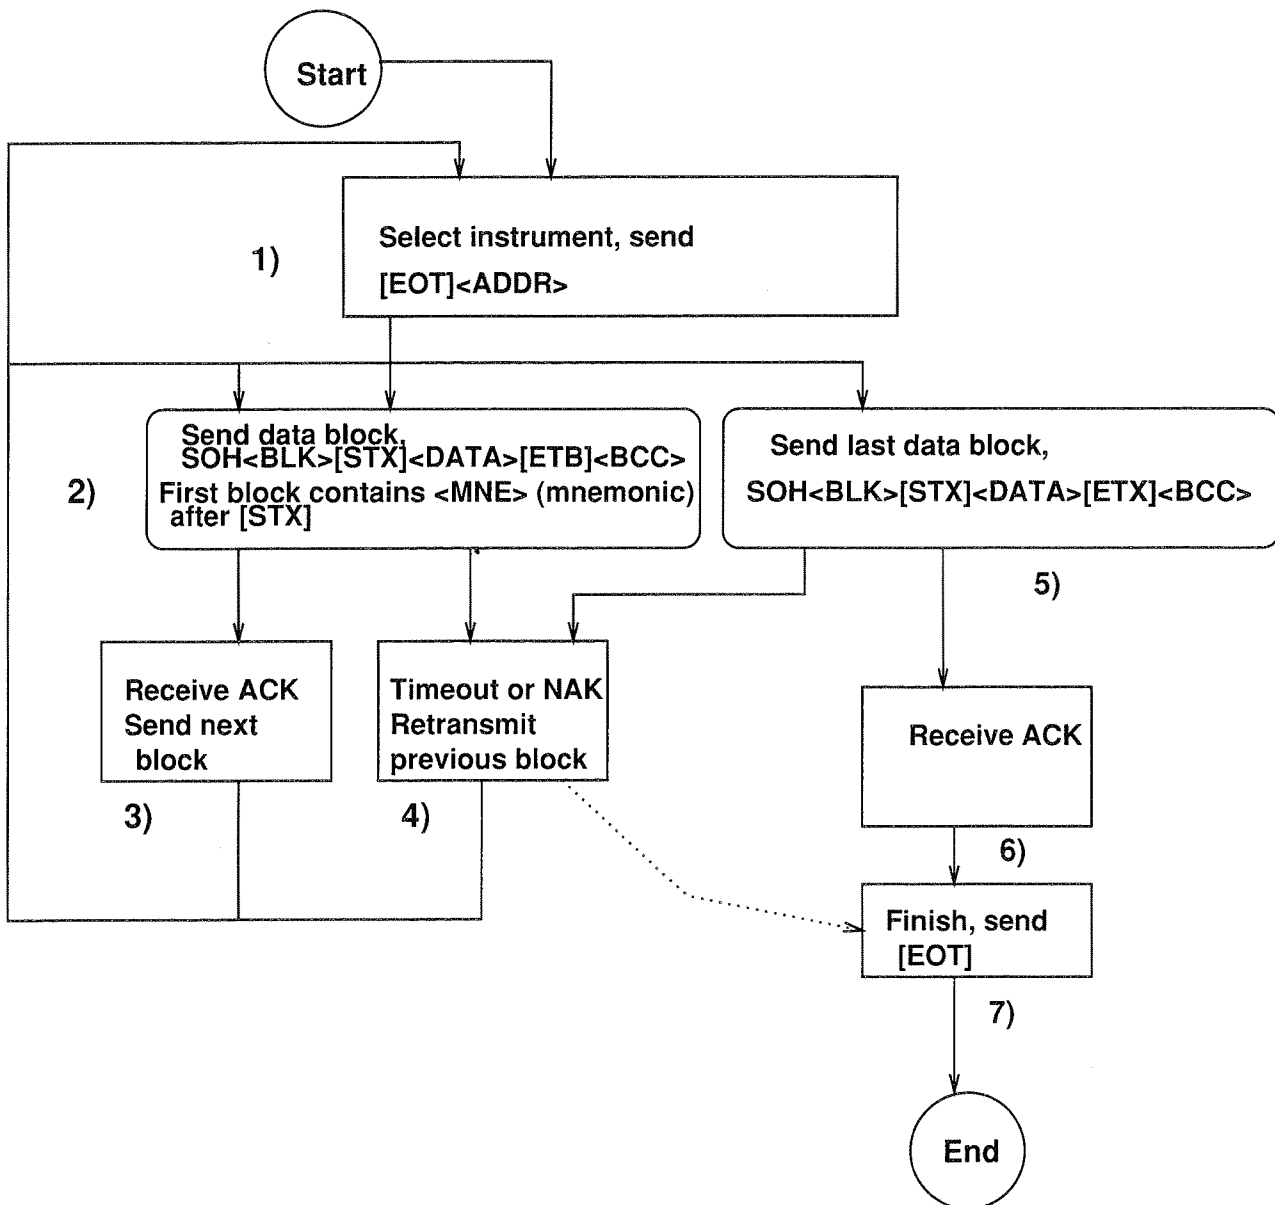 Start
1)
Select instrument, send
[EOT]<ADDR>
2)
Send data block,
SOH<BLK>[STX]<DATA>[ETB]<BCC>
First block contains <MNE> (mnemonic)
after [STX]
Send last data block,
SOH<BLK>[STX]<DATA>[ETX]<BCC>
5)
Receive ACK
Send next
block
3)
Timeout or NAK
Retransmit
previous block
4)
Receive ACK
6)
Finish, send
[EOT]
7)
End